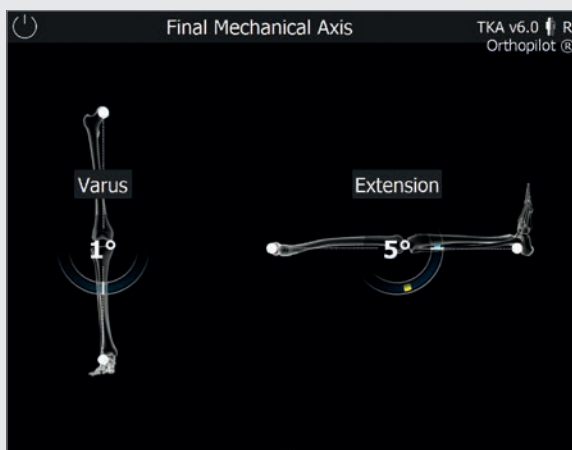 Final Mechanical Axis
TKA v6.0 R
Orthopilot ®
Varus
Extension
1°
5°